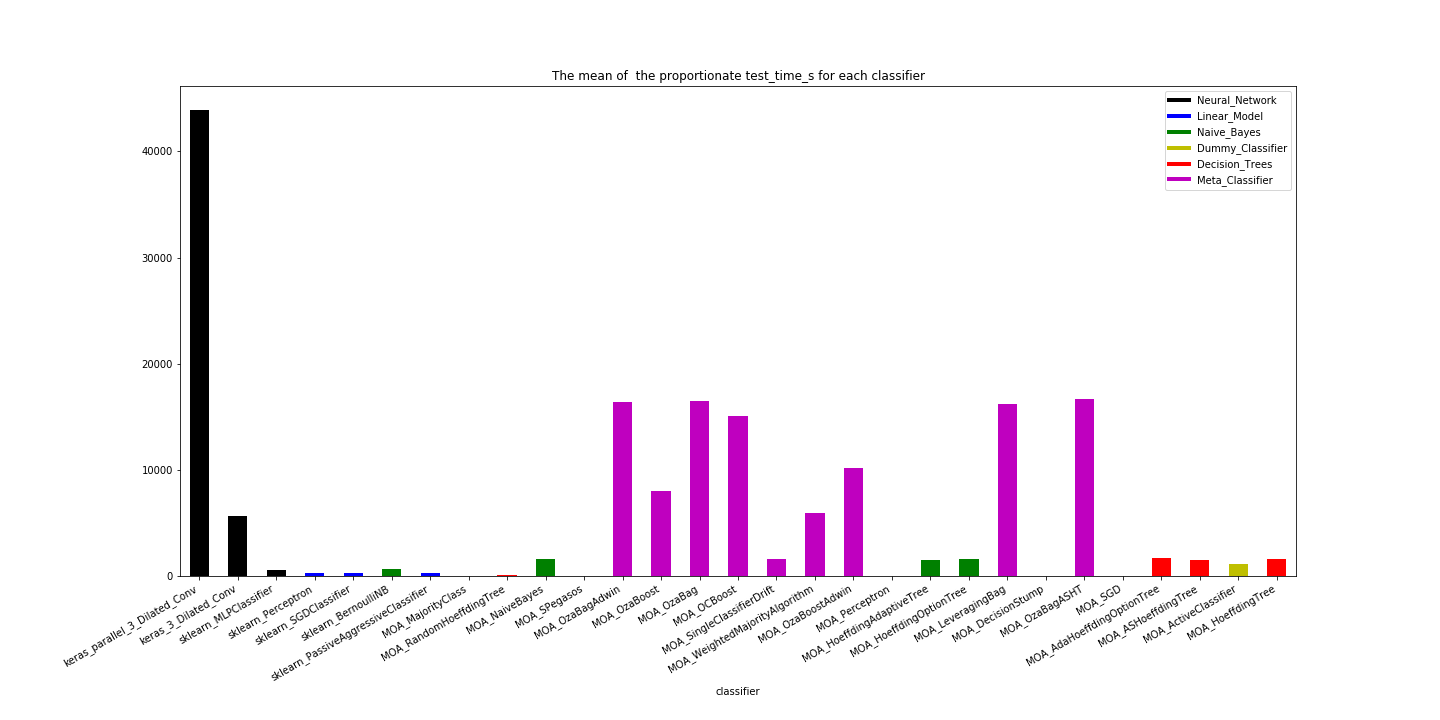 The mean of  the proportionate test_time_s for each classifier
Neural_Network
Linear_Model
Naive_Bayes
Dummy_Classifier
Decision_Trees
Meta_Classifier
40000
30000
20000
10000
0
keras_parallel_3_Dilated_Conv
keras_3_Dilated_Conv
sklearn_MLPClassifier
sklearn_Perceptron
sklearn_SGDClassifier
sklearn_BernoulliNB
sklearn_PassiveAggressiveClassifier
MOA_MajorityClass
MOA_RandomHoeffdingTree
MOA_NaiveBayes
MOA_SPegasos
MOA_OzaBagAdwin
MOA_OzaBoost
MOA_OzaBag
MOA_OCBoost
MOA_SingleClassifierDrift
MOA_WeightedMajorityAlgorithm
MOA_OzaBoostAdwin
MOA_Perceptron
MOA_HoeffdingAdaptiveTree
MOA_HoeffdingOptionTree
MOA_LeveragingBag
MOA_DecisionStump
MOA_OzaBagASHT
MOA_SGD
MOA_AdaHoeffdingOptionTree
MOA_ASHoeffdingTree
MOA_ActiveClassifier
MOA_HoeffdingTree
classifier